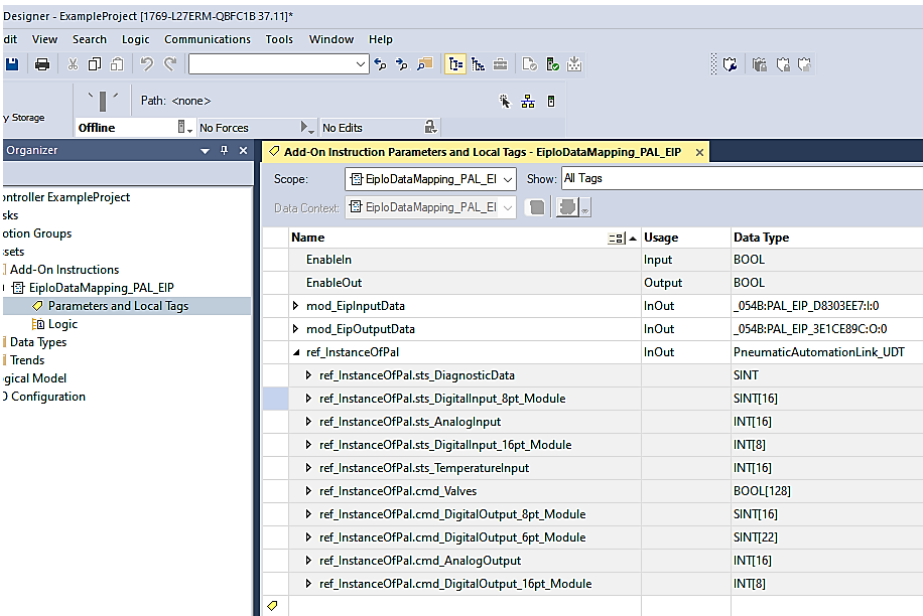 Designer - ExampleProject [1769-L27ERM-QBFC1B 37.11]*
dit View Search Logic Communications Tools Window Help
Path: <none>
y Storage
Offline No Forces No Edits
Organizer
Add-On Instruction Parameters and Local Tags - EipIoDataMapping_PAL_EIP
Scope: EipIoDataMapping_PAL_EI Show: All Tags
Data Context: EipIoDataMapping_PAL_EI
ontroller ExampleProject
sks
otion Groups
ssets
Add-On Instructions
EipIoDataMapping_PAL_EIP
Parameters and Local Tags
Logic
Data Types
Trends
gical Model
O Configuration
Name Usage Data Type
EnableIn Input BOOL
EnableOut Output BOOL
mod_EipInputData InOut _054B:PAL_EIP_D8303EE7:I:0
mod_EipOutputData InOut _054B:PAL_EIP_3E1CE89C:O:0
ref_InstanceOfPal InOut PneumaticAutomationLink_UDT
ref_InstanceOfPal.sts_DiagnosticData SINT
ref_InstanceOfPal.sts_DigitalInput_8pt_Module SINT[16]
ref_InstanceOfPal.sts_AnalogInput INT[16]
ref_InstanceOfPal.sts_DigitalInput_16pt_Module INT[8]
ref_InstanceOfPal.sts_TemperatureInput INT[16]
ref_InstanceOfPal.cmd_Valves BOOL[128]
ref_InstanceOfPal.cmd_DigitalOutput_8pt_Module SINT[16]
ref_InstanceOfPal.cmd_DigitalOutput_6pt_Module SINT[22]
ref_InstanceOfPal.cmd_AnalogOutput INT[16]
ref_InstanceOfPal.cmd_DigitalOutput_16pt_Module INT[8]